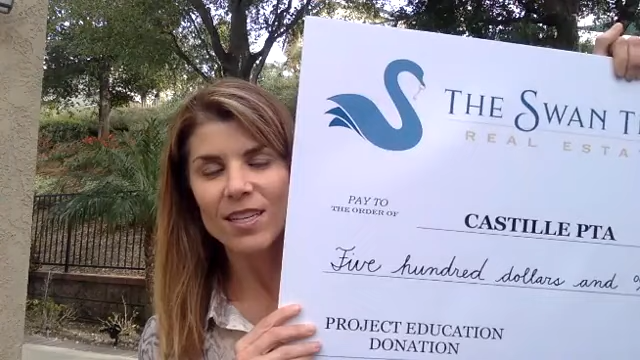 THE SWAN
REAL ESTA
PAY TO
THE ORDER OF
CASTILLE PTA
Five hundred dollars and
PROJECT EDUCATION
DONATION